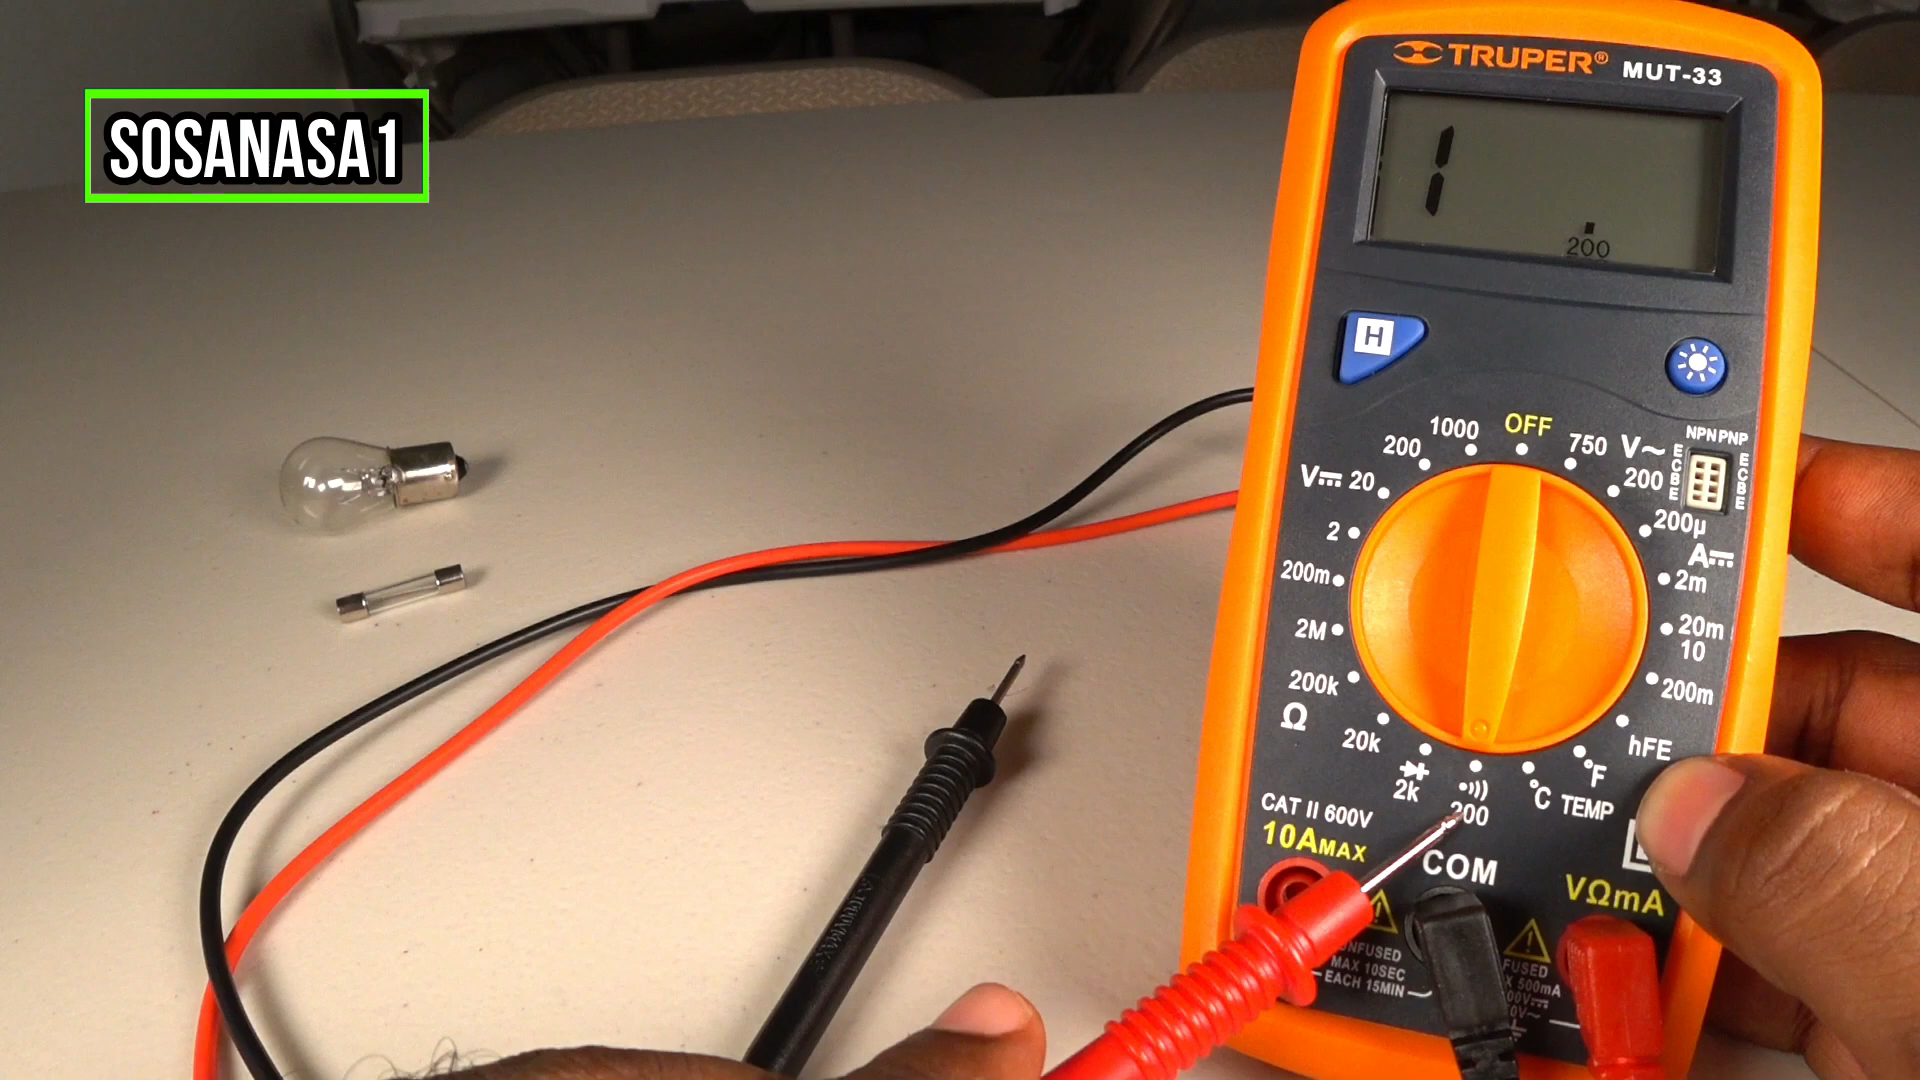 SOSANASA1
TRUPER® MUT-33
1
200
H
OFF
1000
750
V~
200
200
V⎓ 20
2
200m
2M
200k
Ω
20k
2k
200
°C
°F
TEMP
hFE
200m
20m
10
2m
A⎓
200µ
NPN PNP
E
C
B
E
E
C
B
E
CAT II 600V
10AMAX
COM
VΩmA
MAX 10SEC
EACH 15MIN
FUSED
500mA